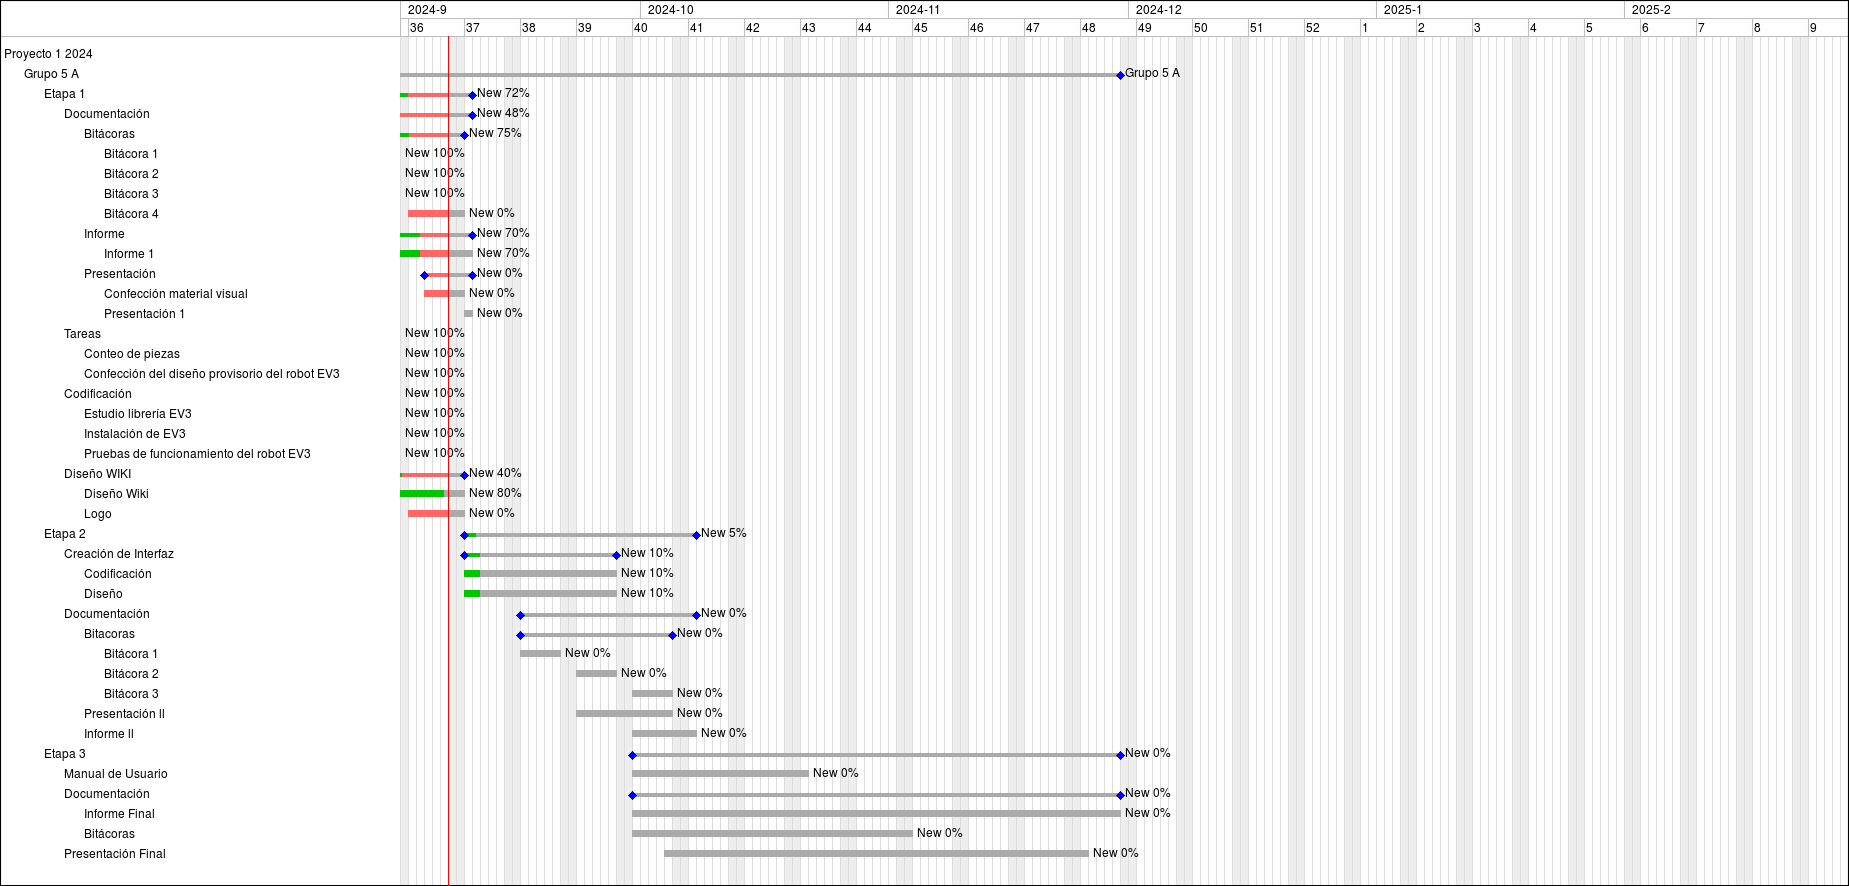 2024-9 2024-10 2024-11 2024-12 2025-1 2025-2
36 37 38 39 40 41 42 43 44 45 46 47 48 49 50 51 52 1 2 3 4 5 6 7 8 9
Proyecto 1 2024
Grupo 5 A Grupo 5 A
Etapa 1 New 72%
Documentación New 48%
Bitácoras New 75%
Bitácora 1 New 100%
Bitácora 2 New 100%
Bitácora 3 New 100%
Bitácora 4 New 0%
Informe New 70%
Informe 1 New 70%
Presentación New 0%
Confección material visual New 0%
Presentación 1 New 0%
Tareas New 100%
Conteo de piezas New 100%
Confección del diseño provisorio del robot EV3 New 100%
Codificación New 100%
Estudio librería EV3 New 100%
Instalación de EV3 New 100%
Pruebas de funcionamiento del robot EV3 New 100%
Diseño WIKI New 40%
Diseño Wiki New 80%
Logo New 0%
Etapa 2 New 5%
Creación de Interfaz New 10%
Codificación New 10%
Diseño New 10%
Documentación New 0%
Bitacoras New 0%
Bitácora 1 New 0%
Bitácora 2 New 0%
Bitácora 3 New 0%
Presentación ll New 0%
Informe ll New 0%
Etapa 3 New 0%
Manual de Usuario New 0%
Documentación New 0%
Informe Final New 0%
Bitácoras New 0%
Presentación Final New 0%